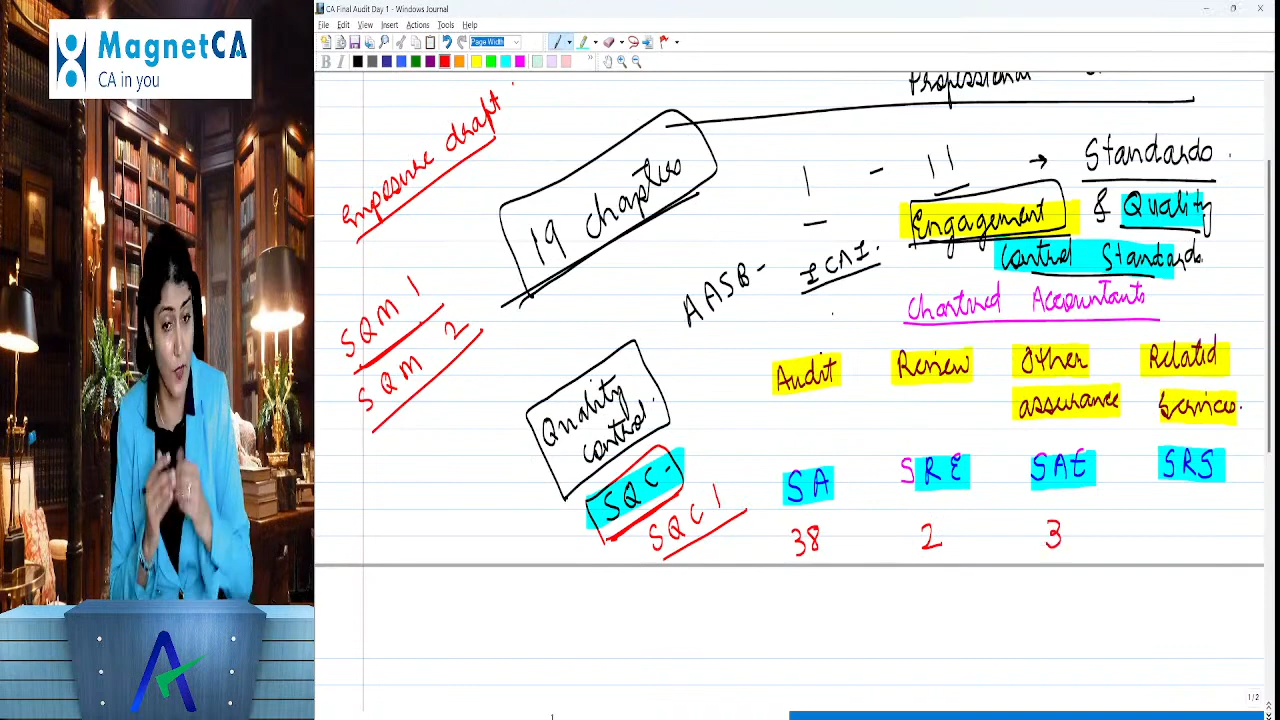 CA Final Audit Day 1 - Windows Journal
File Edit View Insert Actions Tools Help
Page Width
MagnetCA
CA in you
Professional
Exposure draft.
19 chapters
1 - 11 → Standards
Engagement & Quality
Control Standards
AASB - ICAI.
Chartered Accountants
SQM 1
SQM 2
Audit Review Other Related
assurance Services.
Quality
control.
SQC - SA SRE SAE SRS
SQC 1 38 2 3
1/2
1